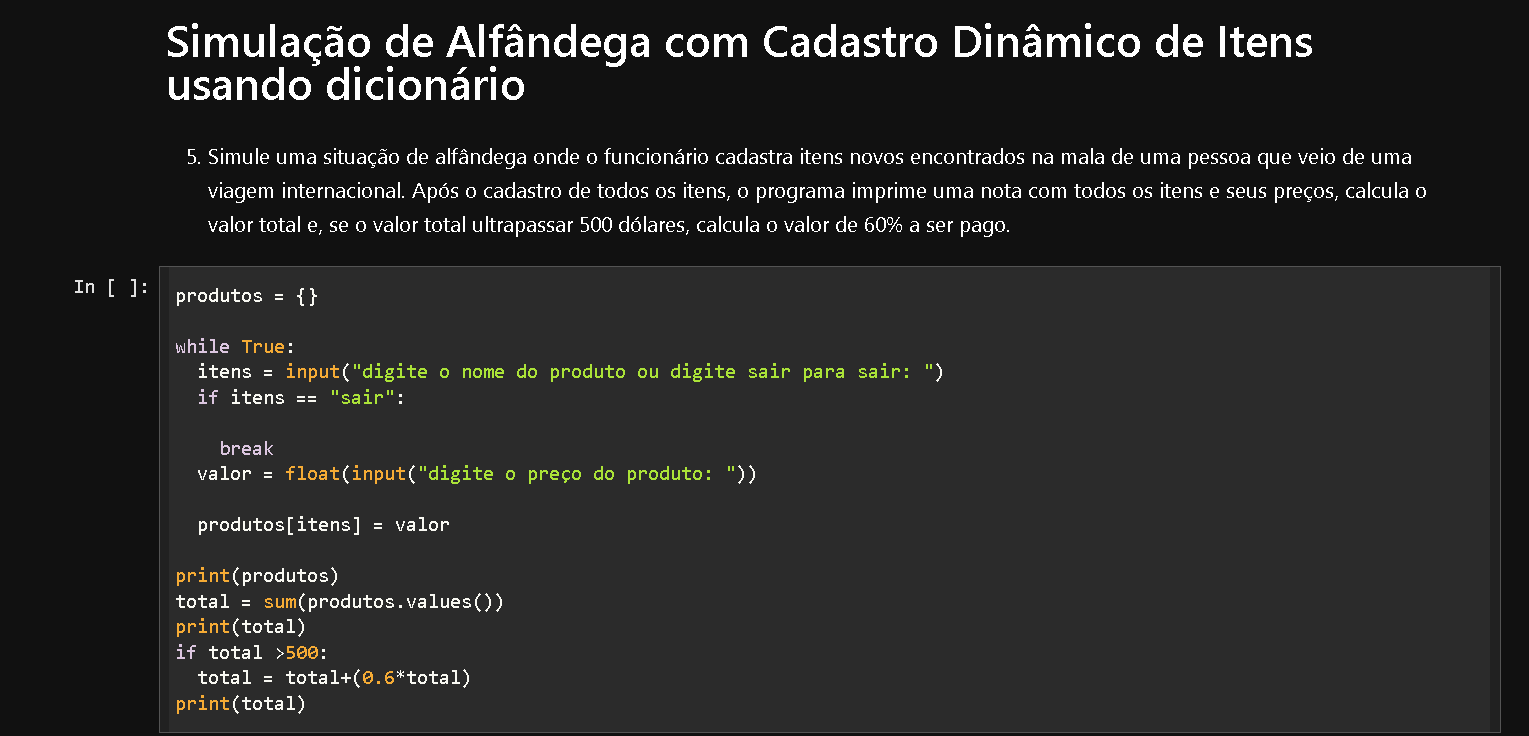 Simulação de Alfândega com Cadastro Dinâmico de Itens
usando dicionário
5. Simule uma situação de alfândega onde o funcionário cadastra itens novos encontrados na mala de uma pessoa que veio de uma
viagem internacional. Após o cadastro de todos os itens, o programa imprime uma nota com todos os itens e seus preços, calcula o
valor total e, se o valor total ultrapassar 500 dólares, calcula o valor de 60% a ser pago.
In [ ]:
produtos = {}
while True:
  itens = input("digite o nome do produto ou digite sair para sair: ")
  if itens == "sair":
    break
  valor = float(input("digite o preço do produto: "))
  produtos[itens] = valor
print(produtos)
total = sum(produtos.values())
print(total)
if total >500:
  total = total+(0.6*total)
print(total)